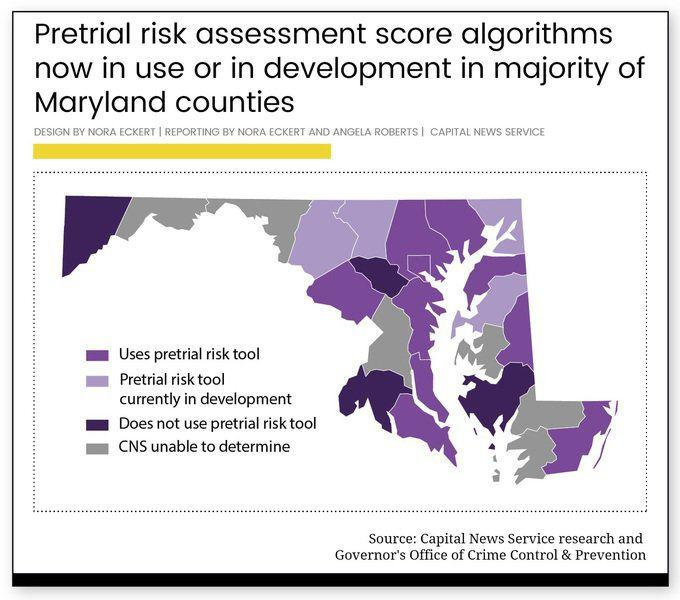 Pretrial risk assessment score algorithms
now in use or in development in majority of
Maryland counties
DESIGN BY NORA ECKERT | REPORTING BY NORA ECKERT AND ANGELA ROBERTS | CAPITAL NEWS SERVICE
Uses pretrial risk tool
Pretrial risk tool
currently in development
Does not use pretrial risk tool
CNS unable to determine
Source: Capital News Service research and
Governor's Office of Crime Control & Prevention